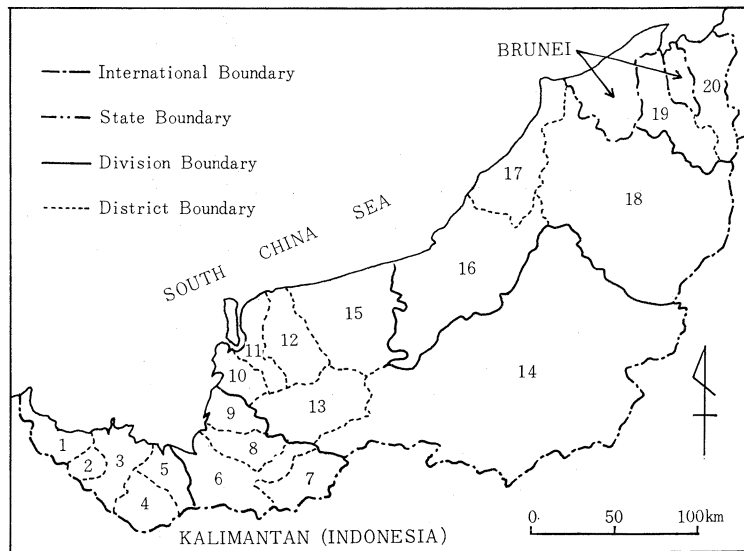 BRUNEI
International Boundary
State Boundary
Division Boundary
District Boundary
SOUTH CHINA SEA
20
19
17
18
16
15
12
11
10
14
13
9
8
1
2
3
5
6
7
4
KALIMANTAN (INDONESIA)
0 50 100km